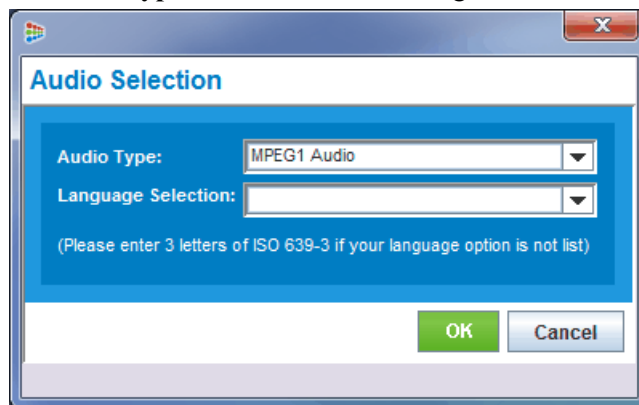 Audio Selection
Audio Type: MPEG1 Audio
Language Selection:
(Please enter 3 letters of ISO 639-3 if your language option is not list)
OK Cancel